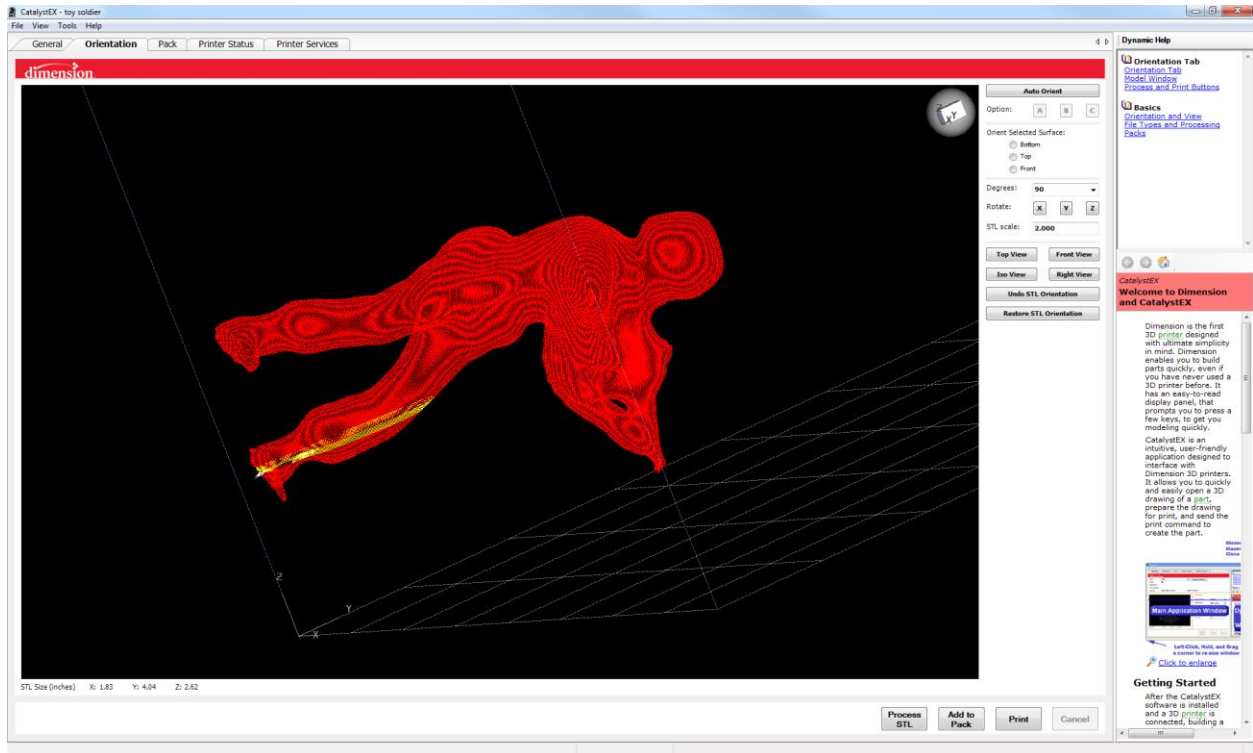 CatalystEX - toy soldier
File View Tools Help
General Orientation Pack Printer Status Printer Services
dimension
Z
X Y
Z
Y
X
Auto Orient
Option: A B C
Orient Selected Surface:
Bottom
Top
Front
Degrees: 90
Rotate: X Y Z
STL scale: 2.000
Top View Front View
Iso View Right View
Undo STL Orientation
Restore STL Orientation
STL Size (inches) X: 1.83 Y: 4.04 Z: 2.62
Process STL
Add to Pack
Print
Cancel
Dynamic Help
Orientation Tab
Orientation Tab
Model Window
Process and Print Buttons
Basics
Orientation and View
File Types and Processing
Packs
CatalystEX
Welcome to Dimension
and CatalystEX
Dimension is the first
3D printer designed
with ultimate simplicity
in mind. Dimension
enables you to build
parts quickly, even if
you have never used a
3D printer before. It
has an easy-to-read
display panel, that
prompts you to press a
few keys, to get you
modeling quickly.
CatalystEX is an
intuitive, user-friendly
application designed to
interface with
Dimension 3D printers.
It allows you to quickly
and easily open a 3D
drawing of a part,
prepare the drawing
for print, and send the
print command to
create the part.
Main Application Window
Left-Click, Hold, and Drag
a corner to re-size window
Click to enlarge
Getting Started
After the CatalystEX
software is installed
and a 3D printer is
connected, building a